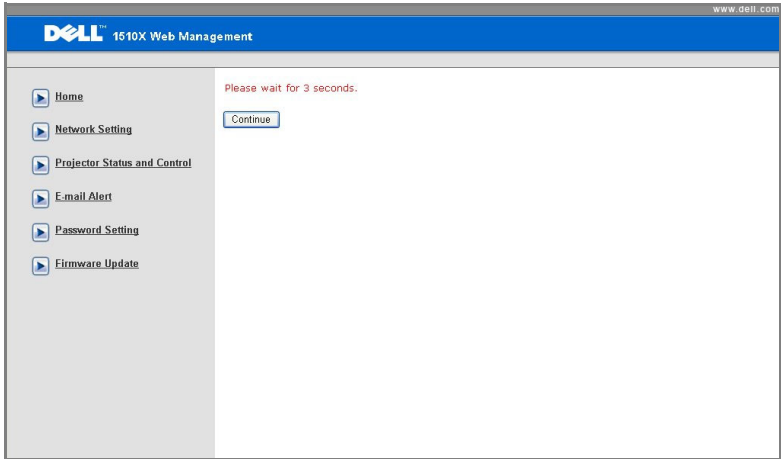 www.dell.com
DELL™ 1510X Web Management
Home
Network Setting
Projector Status and Control
E-mail Alert
Password Setting
Firmware Update
Please wait for 3 seconds.
Continue